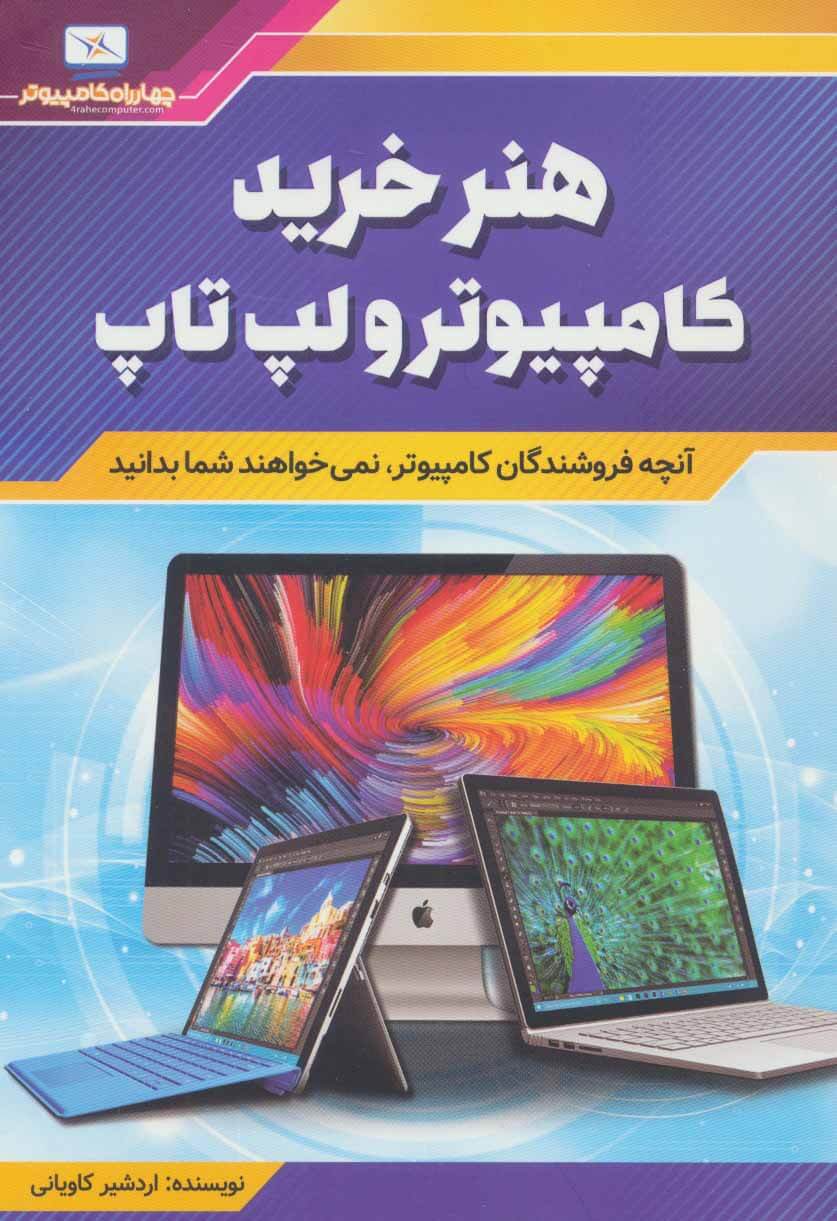 چهارراه کامپیوتر
4rahecomputer.com
هنر خرید
کامپیوتر و لپ تاپ
آنچه فروشندگان کامپیوتر، نمی‌خواهند شما بدانید
نویسنده: اردشیر کاویانی